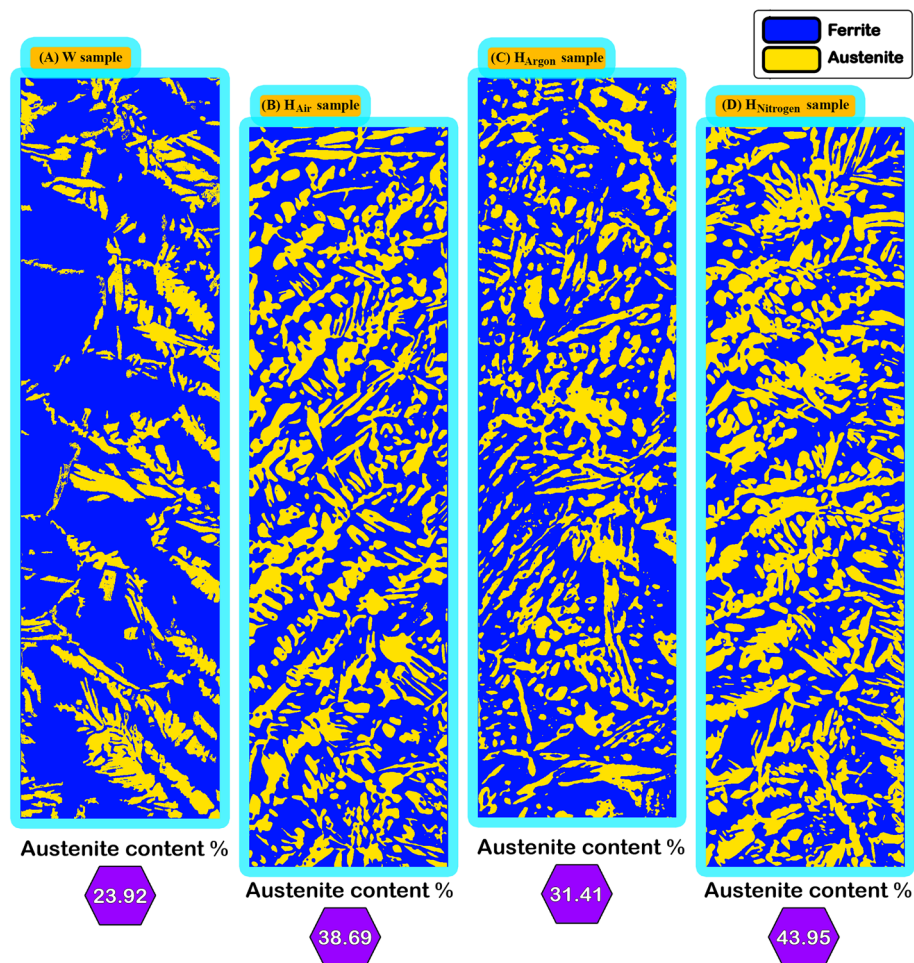 Ferrite
Austenite
(A) W sample
(B) HAir sample
(C) HArgon sample
(D) HNitrogen sample
Austenite content %
23.92
Austenite content %
38.69
Austenite content %
31.41
Austenite content %
43.95